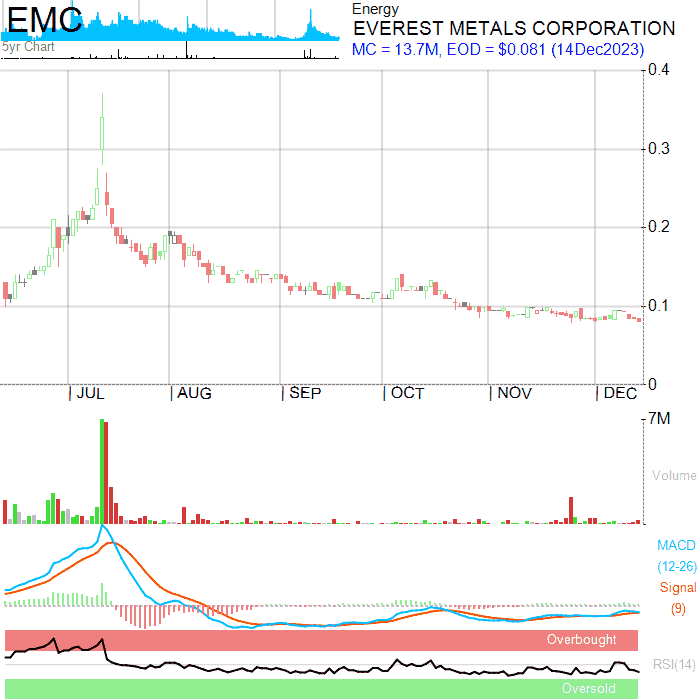 EMC
5yr Chart
Energy
EVEREST METALS CORPORATION
MC = 13.7M, EOD = $0.081 (14Dec2023)
0.4
0.3
0.2
0.1
0
JUL AUG SEP OCT NOV DEC
7M
Volume
MACD
(12-26)
Signal
(9)
Overbought
RSI(14)
Oversold